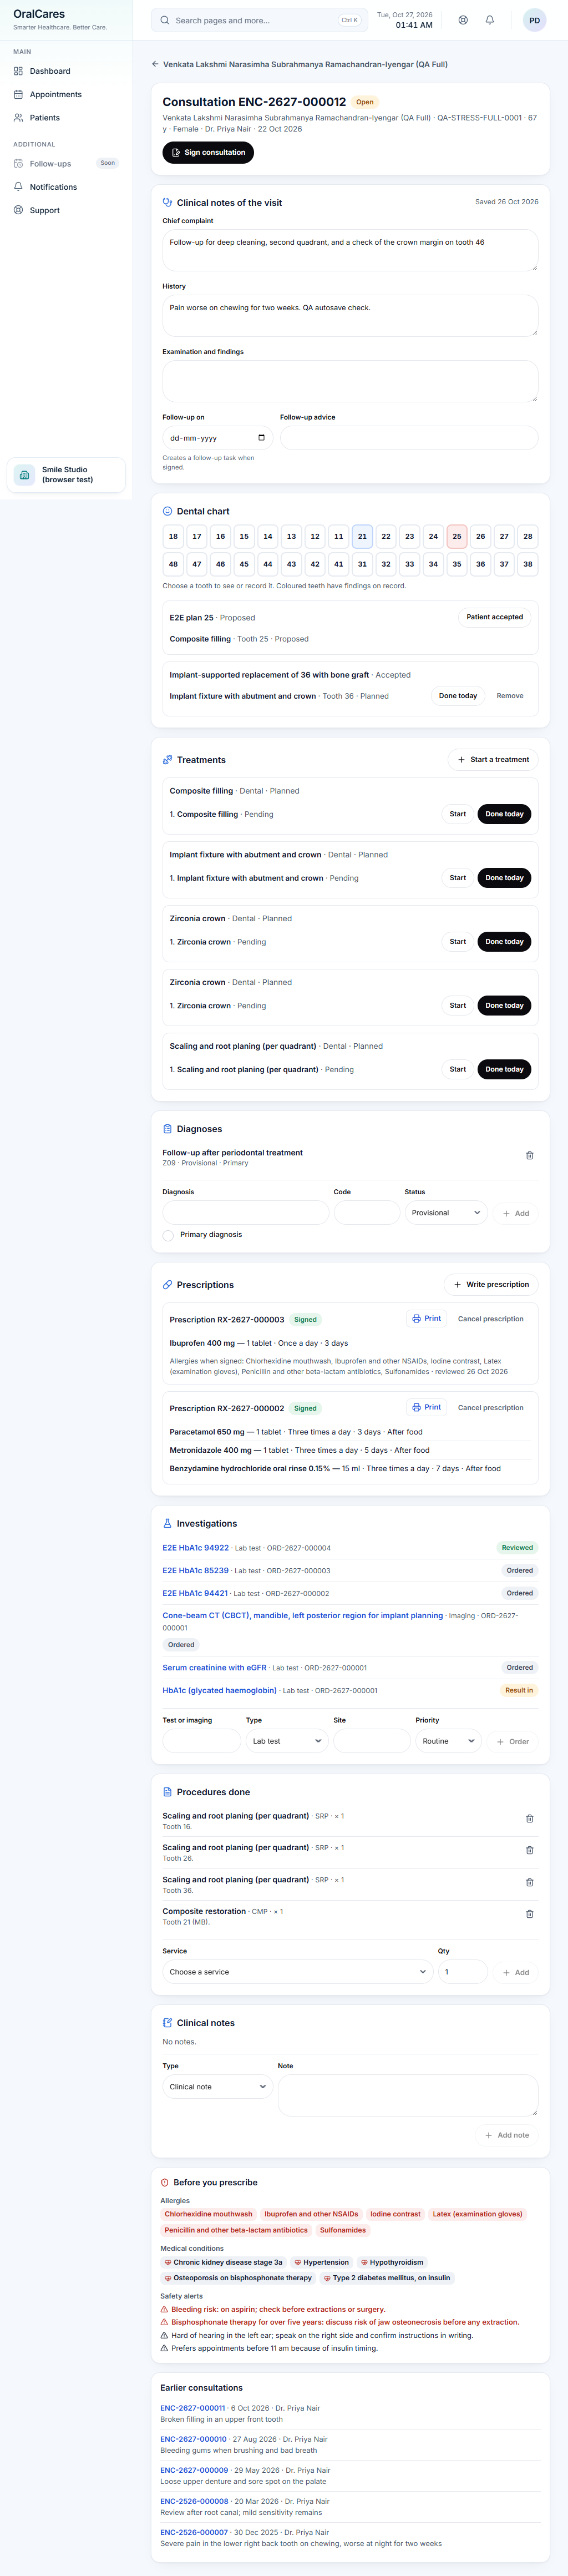 OralCares
Smarter Healthcare. Better Care.
Search pages and more...
Ctrl K
Tue, Oct 27, 2026
01:41 AM
PD
MAIN
Dashboard
Appointments
Patients
ADDITIONAL
Follow-ups
Soon
Notifications
Support
Smile Studio
(browser test)
Venkata Lakshmi Narasimha Subrahmanya Ramachandran-Iyengar (QA Full)
Consultation ENC-2627-000012
Open
Venkata Lakshmi Narasimha Subrahmanya Ramachandran-Iyengar (QA Full) · QA-STRESS-FULL-0001 · 67
y · Female · Dr. Priya Nair · 22 Oct 2026
Sign consultation
Clinical notes of the visit
Saved 26 Oct 2026
Chief complaint
Follow-up for deep cleaning, second quadrant, and a check of the crown margin on tooth 46
History
Pain worse on chewing for two weeks. QA autosave check.
Examination and findings
Follow-up on
Follow-up advice
dd-mm-yyyy
Creates a follow-up task when
signed.
Dental chart
18 17 16 15 14 13 12 11 21 22 23 24 25 26 27 28
48 47 46 45 44 43 42 41 31 32 33 34 35 36 37 38
Choose a tooth to see or record it. Coloured teeth have findings on record.
E2E plan 25 · Proposed
Patient accepted
Composite filling · Tooth 25 · Proposed
Implant-supported replacement of 36 with bone graft · Accepted
Implant fixture with abutment and crown · Tooth 36 · Planned
Done today
Remove
Treatments
+ Start a treatment
Composite filling · Dental · Planned
1. Composite filling · Pending
Start
Done today
Implant fixture with abutment and crown · Dental · Planned
1. Implant fixture with abutment and crown · Pending
Start
Done today
Zirconia crown · Dental · Planned
1. Zirconia crown · Pending
Start
Done today
Zirconia crown · Dental · Planned
1. Zirconia crown · Pending
Start
Done today
Scaling and root planing (per quadrant) · Dental · Planned
1. Scaling and root planing (per quadrant) · Pending
Start
Done today
Diagnoses
Follow-up after periodontal treatment
Z09 · Provisional · Primary
Diagnosis
Code
Status
Provisional
+ Add
Primary diagnosis
Prescriptions
+ Write prescription
Prescription RX-2627-000003
Signed
Print
Cancel prescription
Ibuprofen 400 mg — 1 tablet · Once a day · 3 days
Allergies when signed: Chlorhexidine mouthwash, Ibuprofen and other NSAIDs, Iodine contrast, Latex
(examination gloves), Penicillin and other beta-lactam antibiotics, Sulfonamides · reviewed 26 Oct 2026
Prescription RX-2627-000002
Signed
Print
Cancel prescription
Paracetamol 650 mg — 1 tablet · Three times a day · 3 days · After food
Metronidazole 400 mg — 1 tablet · Three times a day · 5 days · After food
Benzydamine hydrochloride oral rinse 0.15% — 15 ml · Three times a day · 7 days · After food
Investigations
E2E HbA1c 94922 · Lab test · ORD-2627-000004
Reviewed
E2E HbA1c 85239 · Lab test · ORD-2627-000003
Ordered
E2E HbA1c 94421 · Lab test · ORD-2627-000002
Ordered
Cone-beam CT (CBCT), mandible, left posterior region for implant planning · Imaging · ORD-2627-
000001
Ordered
Serum creatinine with eGFR · Lab test · ORD-2627-000001
Ordered
HbA1c (glycated haemoglobin) · Lab test · ORD-2627-000001
Result in
Test or imaging
Type
Site
Priority
Lab test
Routine
+ Order
Procedures done
Scaling and root planing (per quadrant) · SRP · × 1
Tooth 16.
Scaling and root planing (per quadrant) · SRP · × 1
Tooth 26.
Scaling and root planing (per quadrant) · SRP · × 1
Tooth 36.
Composite restoration · CMP · × 1
Tooth 21 (MB).
Service
Qty
Choose a service
1
+ Add
Clinical notes
No notes.
Type
Note
Clinical note
+ Add note
Before you prescribe
Allergies
Chlorhexidine mouthwash
Ibuprofen and other NSAIDs
Iodine contrast
Latex (examination gloves)
Penicillin and other beta-lactam antibiotics
Sulfonamides
Medical conditions
Chronic kidney disease stage 3a
Hypertension
Hypothyroidism
Osteoporosis on bisphosphonate therapy
Type 2 diabetes mellitus, on insulin
Safety alerts
Bleeding risk: on aspirin; check before extractions or surgery.
Bisphosphonate therapy for over five years: discuss risk of jaw osteonecrosis before any extraction.
Hard of hearing in the left ear; speak on the right side and confirm instructions in writing.
Prefers appointments before 11 am because of insulin timing.
Earlier consultations
ENC-2627-000011 · 6 Oct 2026 · Dr. Priya Nair
Broken filling in an upper front tooth
ENC-2627-000010 · 27 Aug 2026 · Dr. Priya Nair
Bleeding gums when brushing and bad breath
ENC-2627-000009 · 29 May 2026 · Dr. Priya Nair
Loose upper denture and sore spot on the palate
ENC-2526-000008 · 20 Mar 2026 · Dr. Priya Nair
Review after root canal; mild sensitivity remains
ENC-2526-000007 · 30 Dec 2025 · Dr. Priya Nair
Severe pain in the lower right back tooth on chewing, worse at night for two weeks